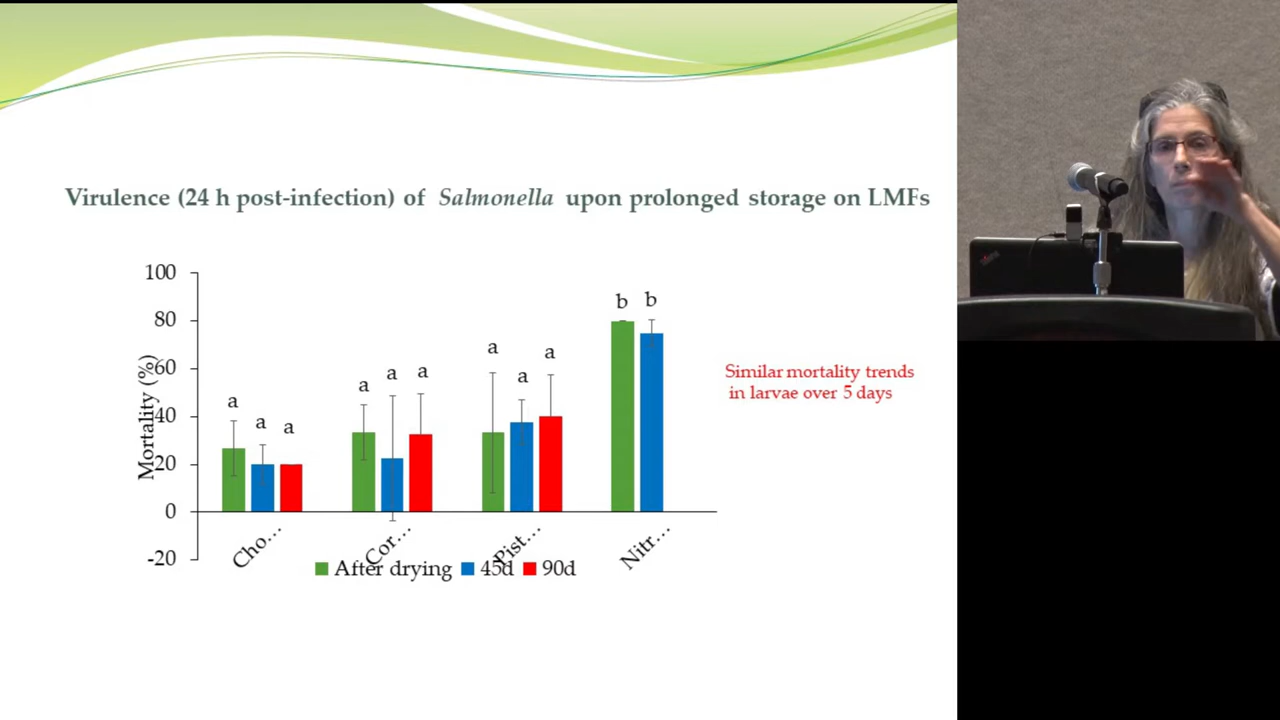 Virulence (24 h post-infection) of Salmonella upon prolonged storage on LMFs
100
80
60
40
20
0
-20
Mortality (%)
a
a
a
a
a
a
a
a
a
b
b
Similar mortality trends
in larvae over 5 days
Cho...
Cor...
Pist...
Nitr...
After drying
45d
90d